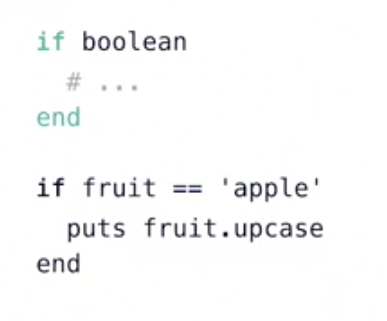 if boolean
  # ...
end
if fruit == 'apple'
  puts fruit.upcase
end